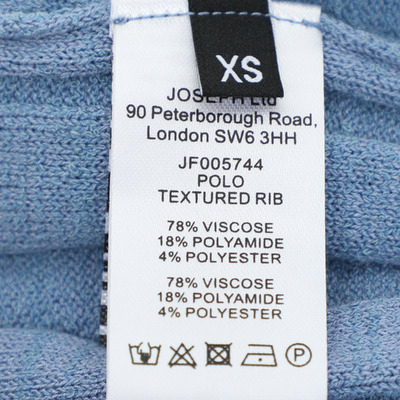 XS
JOSEPH Ltd
90 Peterborough Road,
London SW6 3HH
JF005744
POLO
TEXTURED RIB
78% VISCOSE
18% POLYAMIDE
4% POLYESTER
78% VISCOSE
18% POLYAMIDE
4% POLYESTER
P